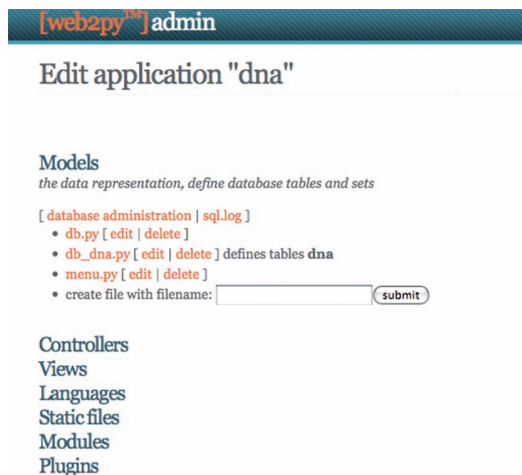 [web2py™] admin
Edit application "dna"
Models
the data representation, define database tables and sets
[ database administration | sql.log ]
• db.py [ edit | delete ]
• db_dna.py [ edit | delete ] defines tables dna
• menu.py [ edit | delete ]
• create file with filename: submit
Controllers
Views
Languages
Static files
Modules
Plugins